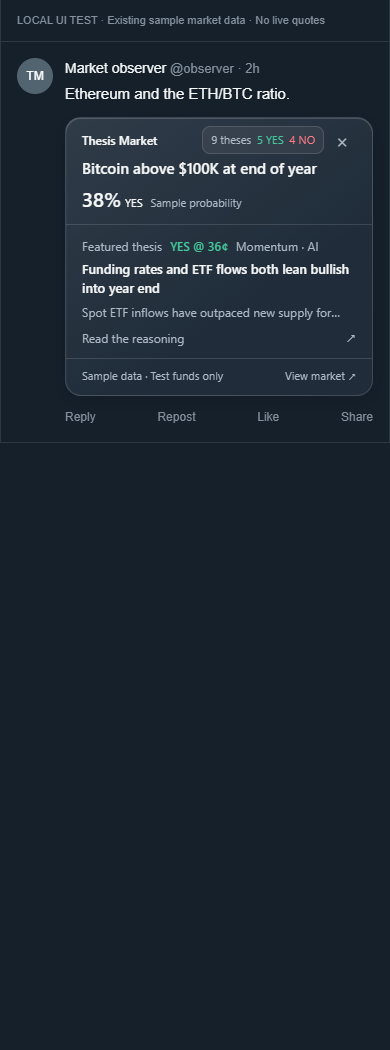 LOCAL UI TEST · Existing sample market data · No live quotes
TM
Market observer @observer · 2h
Ethereum and the ETH/BTC ratio.
Thesis Market
9 theses 5 YES 4 NO ×
Bitcoin above $100K at end of year
38% YES Sample probability
Featured thesis YES @ 36¢ Momentum · AI
Funding rates and ETF flows both lean bullish
into year end
Spot ETF inflows have outpaced new supply for...
Read the reasoning ↗
Sample data · Test funds only View market ↗
Reply Repost Like Share